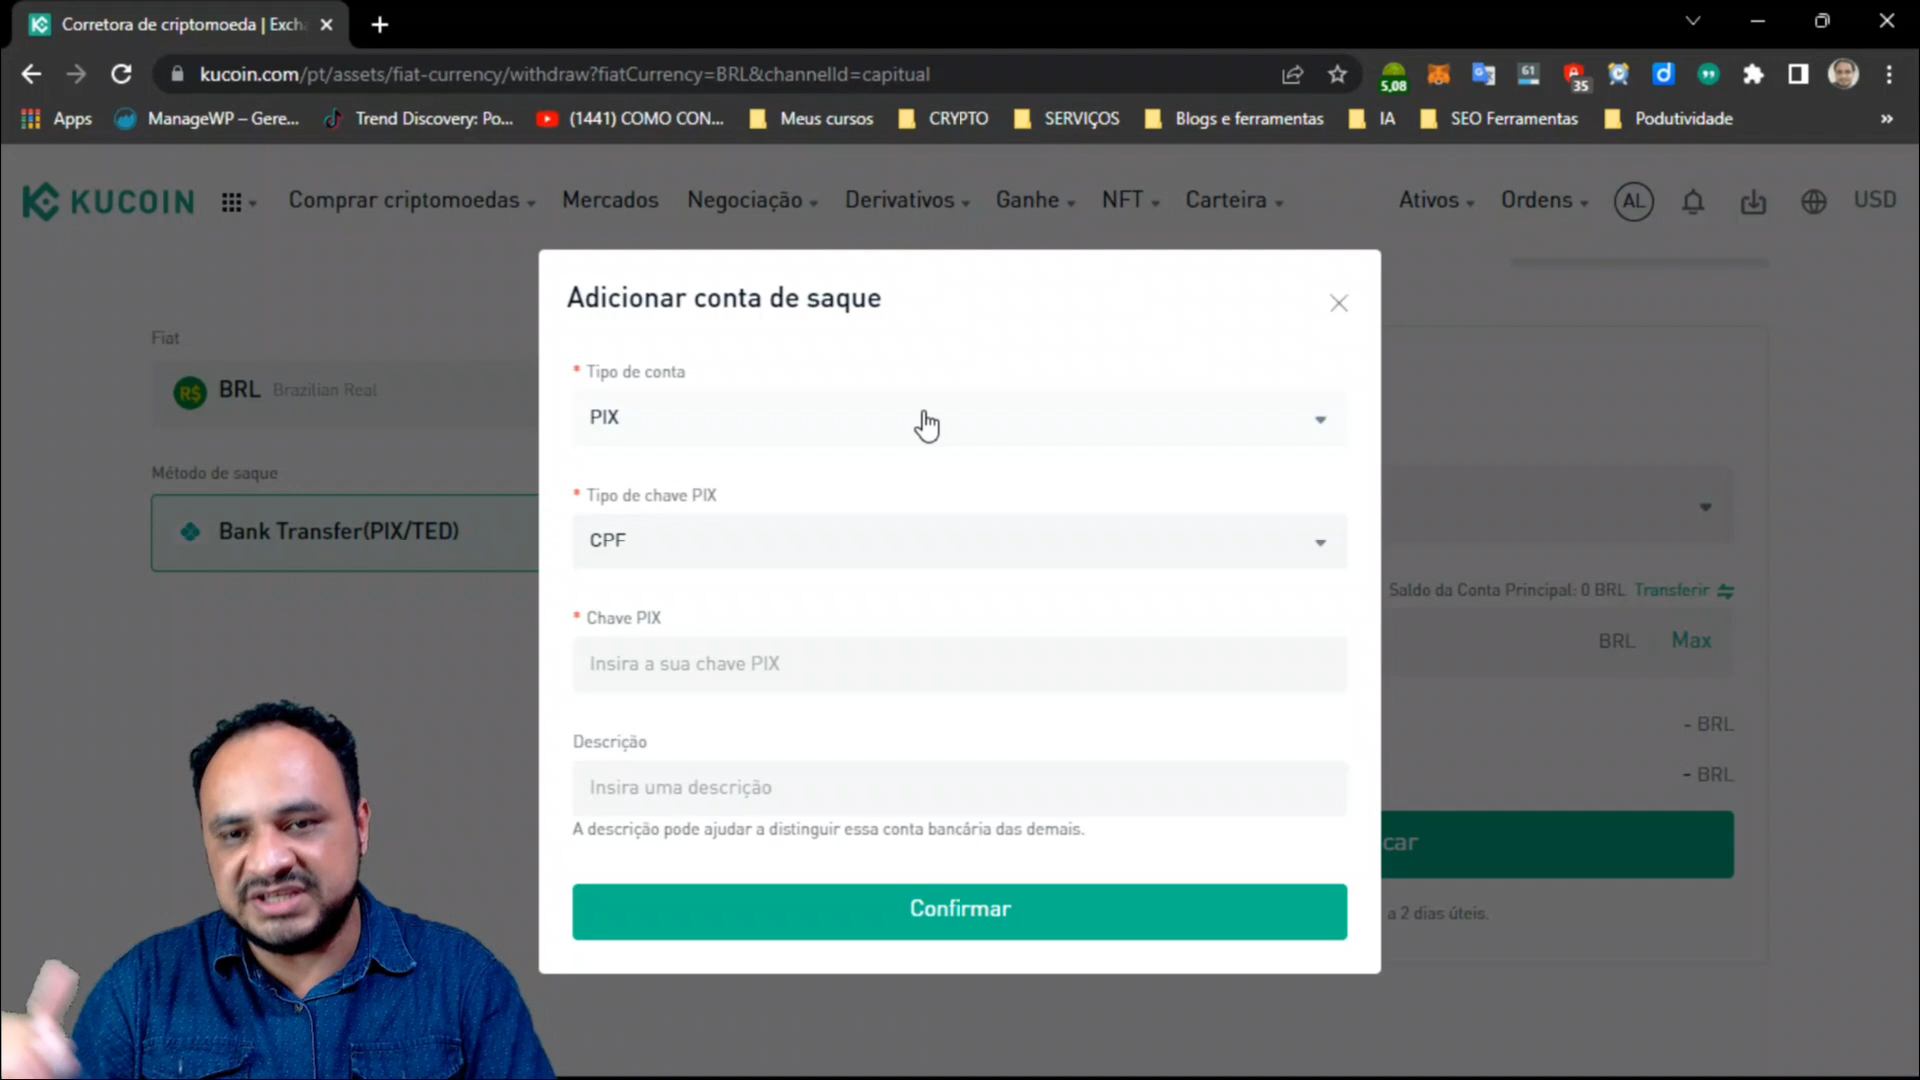 Corretora de criptomoeda | Exch
kucoin.com/pt/assets/fiat-currency/withdraw?fiatCurrency=BRL&channelId=capitual
5,08
61
35
Apps
ManageWP – Gere...
Trend Discovery: Po...
(1441) COMO CON...
Meus cursos
CRYPTO
SERVIÇOS
Blogs e ferramentas
IA
SEO Ferramentas
Podutividade
»
KUCOIN
Comprar criptomoedas
Mercados
Negociação
Derivativos
Ganhe
NFT
Carteira
Ativos
Ordens
AL
USD
Adicionar conta de saque
Fiat
R$ BRL Brazilian Real
* Tipo de conta
PIX
Método de saque
Bank Transfer(PIX/TED)
* Tipo de chave PIX
CPF
Saldo da Conta Principal: 0 BRL Transferir
* Chave PIX
Insira a sua chave PIX
BRL Max
- BRL
Descrição
Insira uma descrição
- BRL
A descrição pode ajudar a distinguir essa conta bancária das demais.
car
Confirmar
a 2 dias úteis.